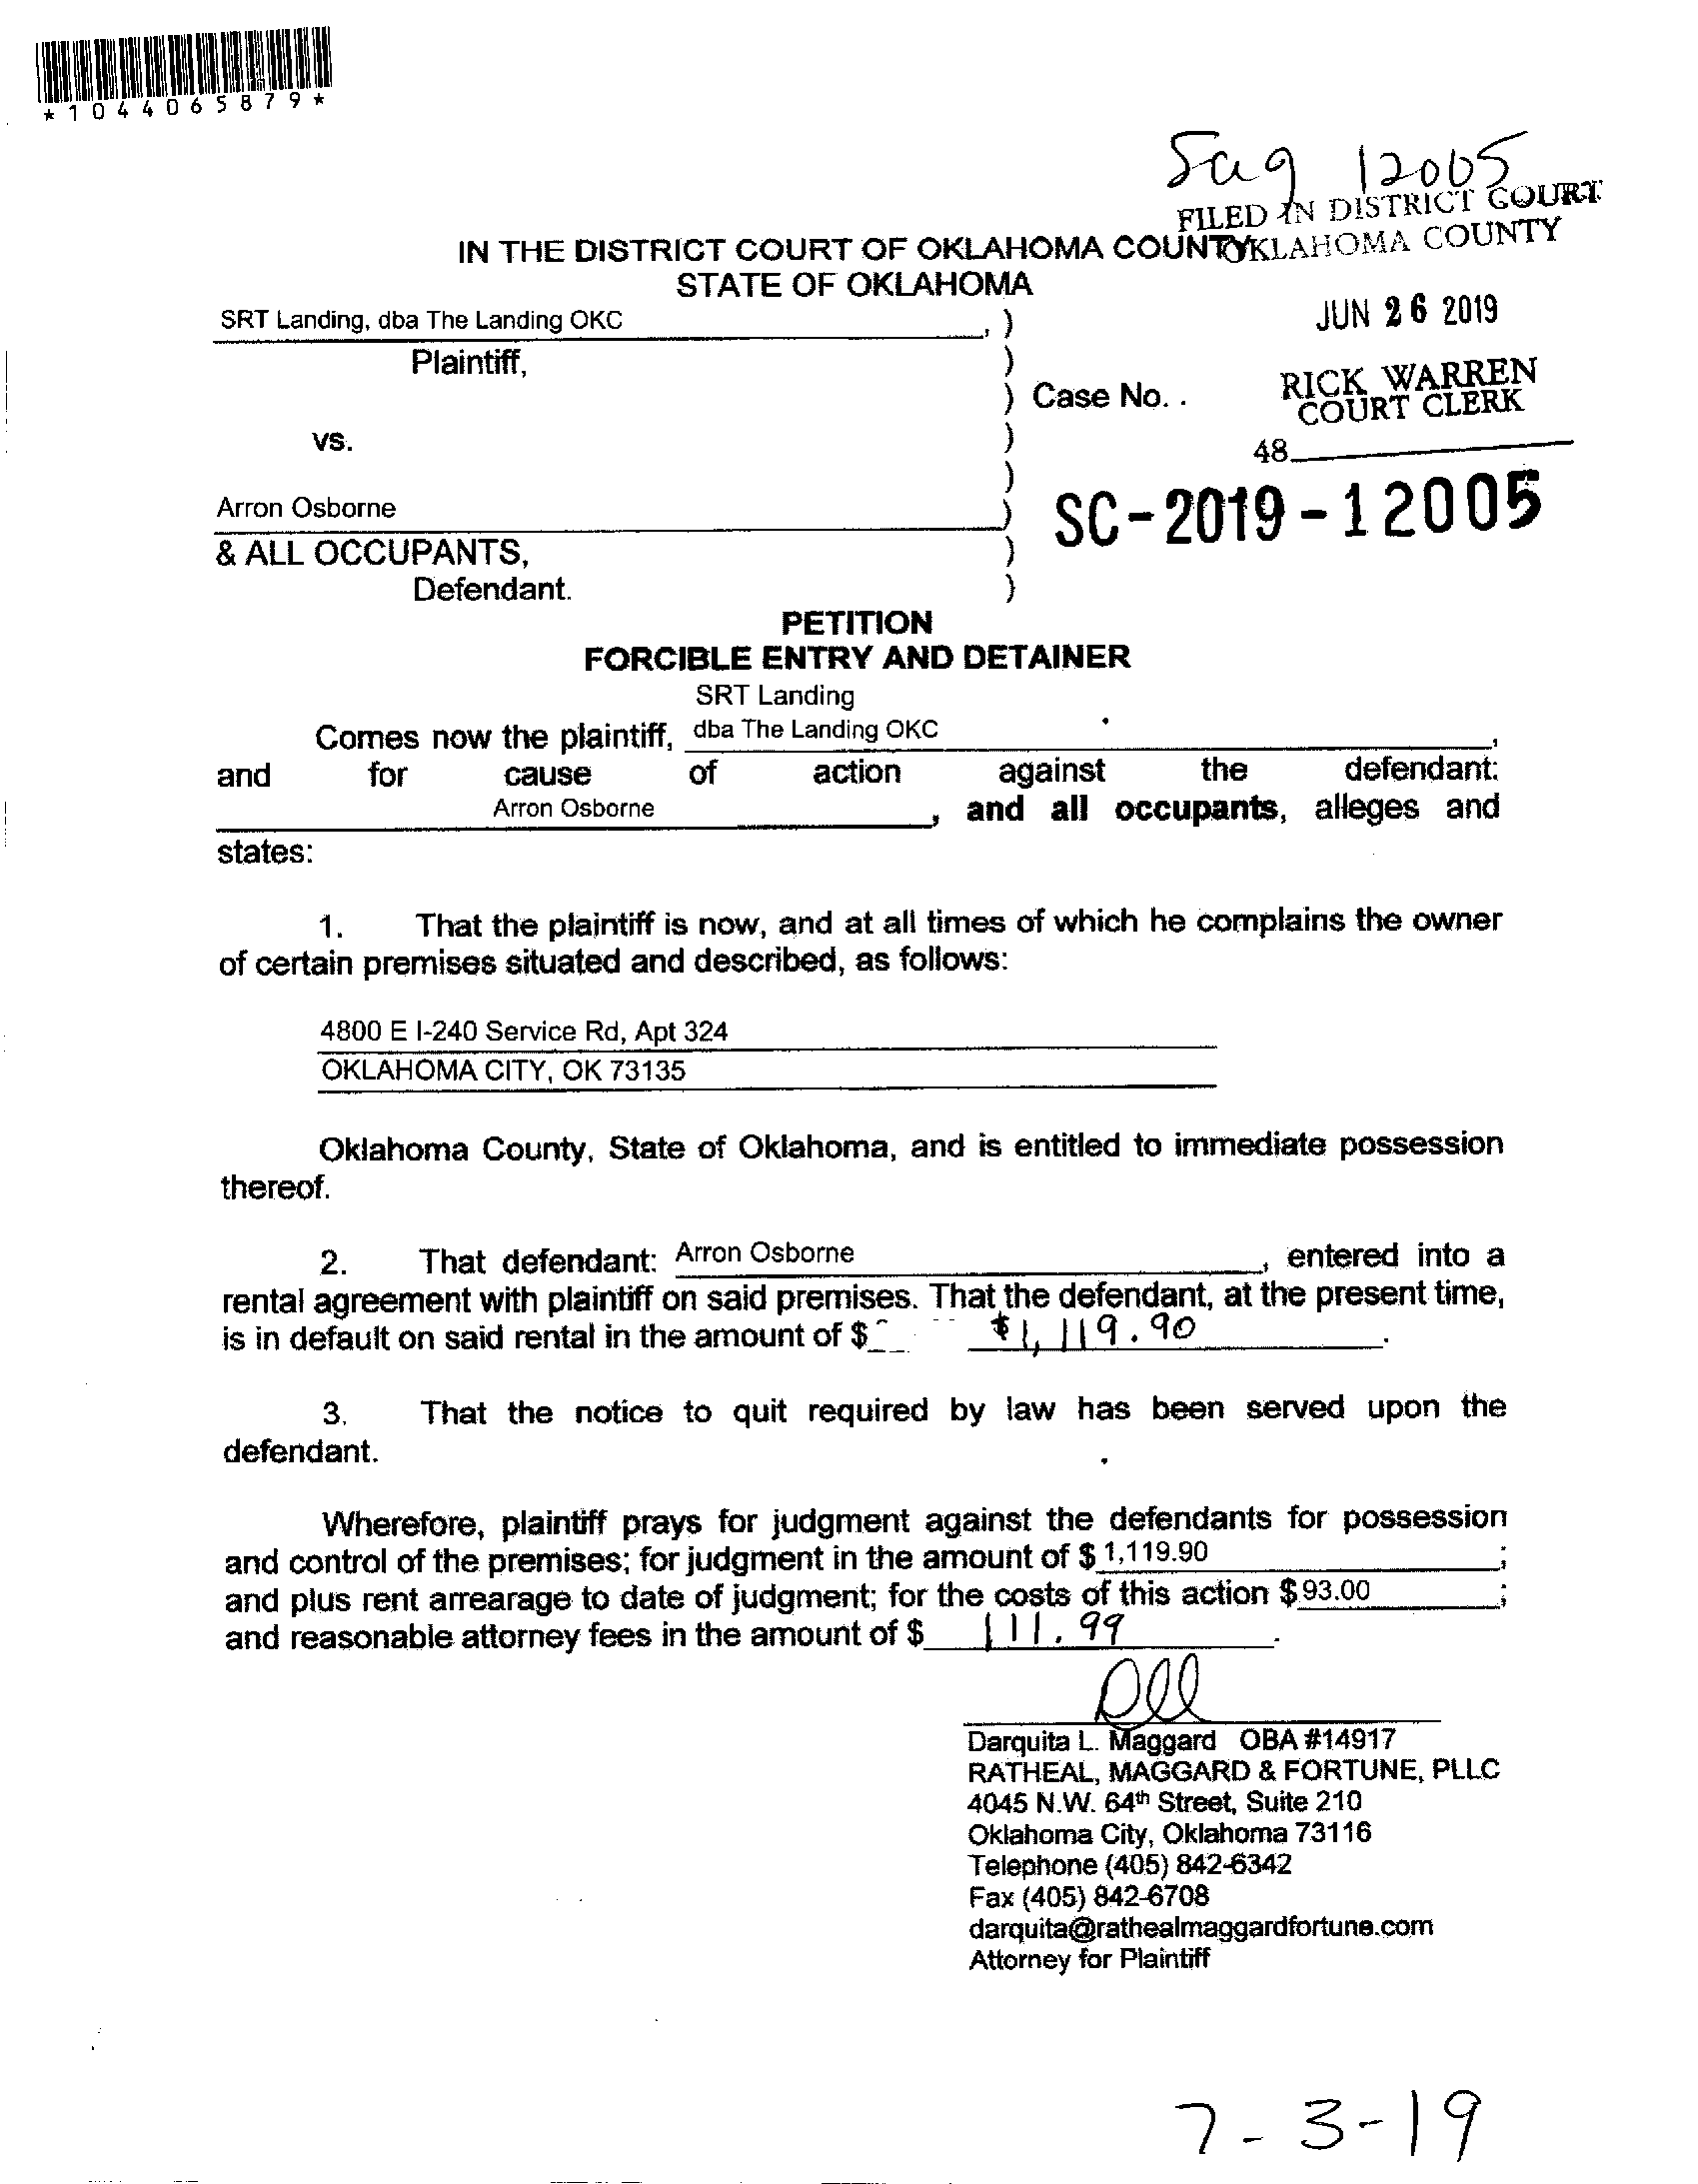 *1044065879*
Sag 12005
FILED IN DISTRICT COURT
OKLAHOMA COUNTY
IN THE DISTRICT COURT OF OKLAHOMA COUNTY
STATE OF OKLAHOMA
JUN 26 2019
SRT Landing, dba The Landing OKC , )
Plaintiff, )
) Case No. .
RICK WARREN
COURT CLERK
vs. )
48
)
Arron Osborne )
SC-2019-12005
& ALL OCCUPANTS, )
Defendant. )
PETITION
FORCIBLE ENTRY AND DETAINER
SRT Landing
Comes now the plaintiff, dba The Landing OKC ,
and for cause of action against the defendant:
Arron Osborne , and all occupants, alleges and
states:
1. That the plaintiff is now, and at all times of which he complains the owner
of certain premises situated and described, as follows:
4800 E I-240 Service Rd, Apt 324
OKLAHOMA CITY, OK 73135
Oklahoma County, State of Oklahoma, and is entitled to immediate possession
thereof.
2. That defendant: Arron Osborne , entered into a
rental agreement with plaintiff on said premises. That the defendant, at the present time,
is in default on said rental in the amount of $ $1,119.90 .
3. That the notice to quit required by law has been served upon the
defendant.
Wherefore, plaintiff prays for judgment against the defendants for possession
and control of the premises; for judgment in the amount of $ 1,119.90 ;
and plus rent arrearage to date of judgment; for the costs of this action $ 93.00 ;
and reasonable attorney fees in the amount of $ 111.99 .
Darquita L. Maggard OBA #14917
RATHEAL, MAGGARD & FORTUNE, PLLC
4045 N.W. 64th Street, Suite 210
Oklahoma City, Oklahoma 73116
Telephone (405) 842-6342
Fax (405) 842-6708
darquita@rathealmaggardfortune.com
Attorney for Plaintiff
7-3-19